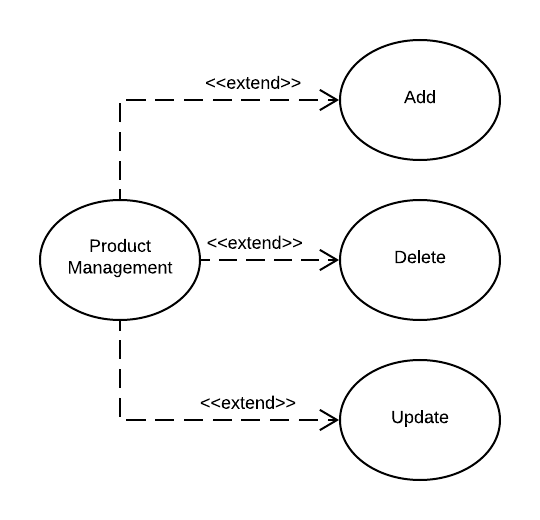 <<extend>>
Add
Product
Management
<<extend>>
Delete
<<extend>>
Update